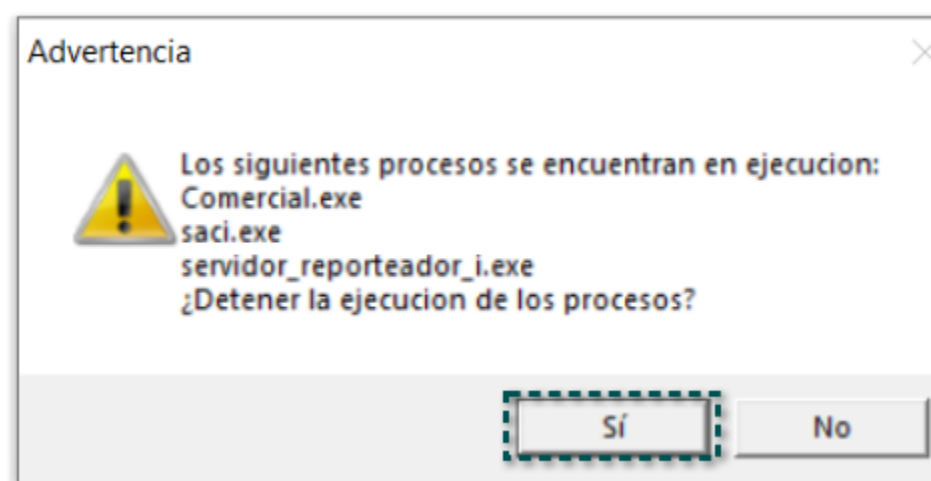 Advertencia
Los siguientes procesos se encuentran en ejecucion:
Comercial.exe
saci.exe
servidor_reporteador_i.exe
¿Detener la ejecucion de los procesos?
Sí
No